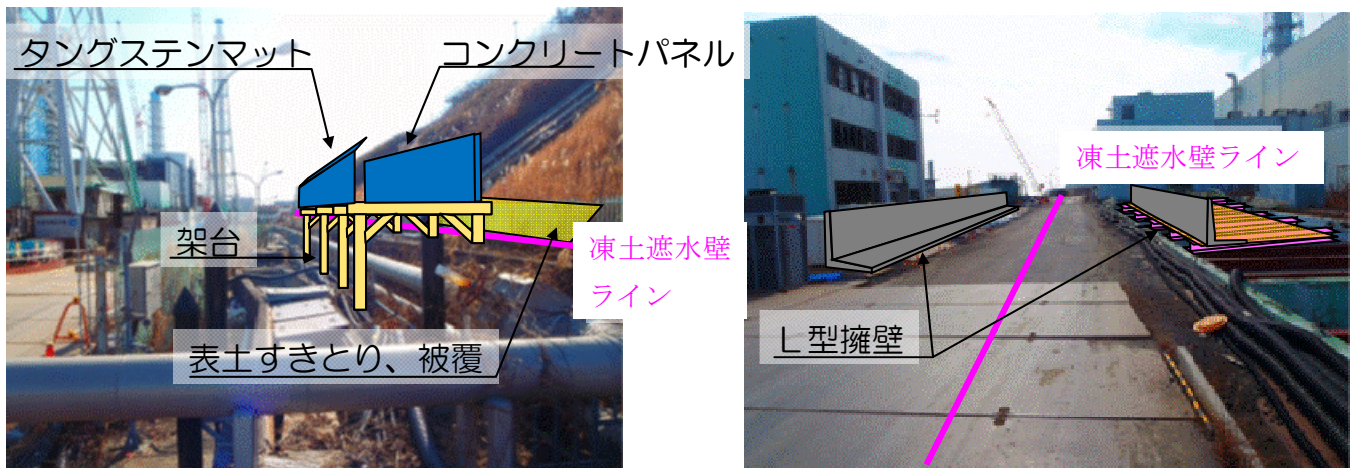 タングステンマット
コンクリートパネル
架台
凍土遮水壁
ライン
表土すきとり、被覆
凍土遮水壁ライン
L型擁壁